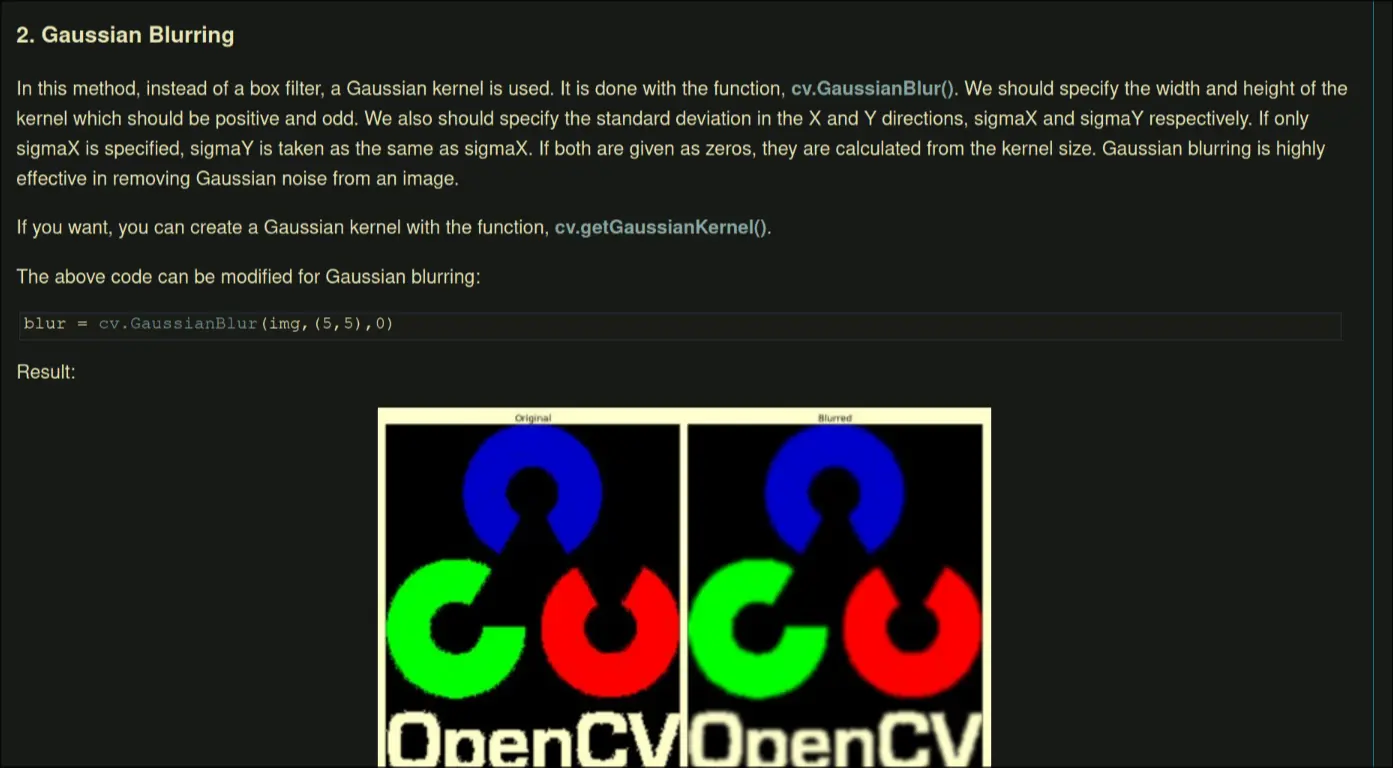 2. Gaussian Blurring
In this method, instead of a box filter, a Gaussian kernel is used. It is done with the function, cv.GaussianBlur(). We should specify the width and height of the
kernel which should be positive and odd. We also should specify the standard deviation in the X and Y directions, sigmaX and sigmaY respectively. If only
sigmaX is specified, sigmaY is taken as the same as sigmaX. If both are given as zeros, they are calculated from the kernel size. Gaussian blurring is highly
effective in removing Gaussian noise from an image.
If you want, you can create a Gaussian kernel with the function, cv.getGaussianKernel().
The above code can be modified for Gaussian blurring:
blur = cv.GaussianBlur(img,(5,5),0)
Result:
Original Blurred
OpenCV OpenCV